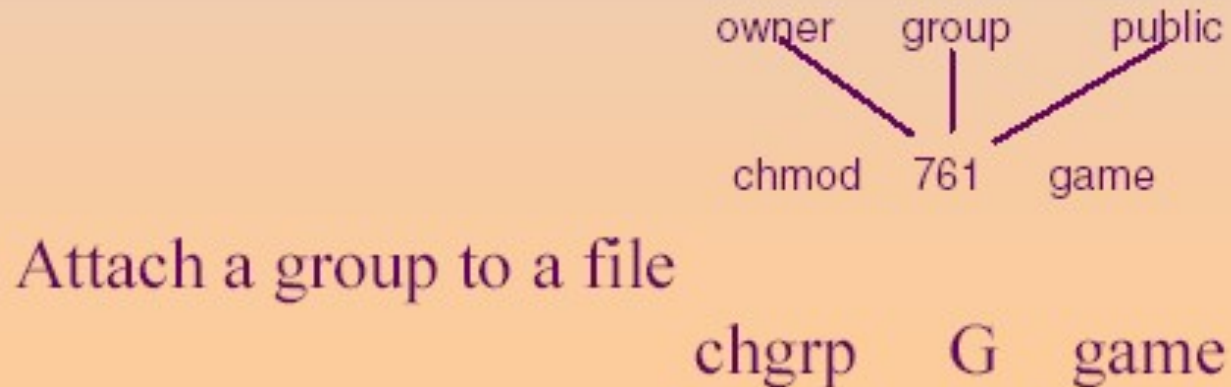 owner group public
chmod 761 game
Attach a group to a file
chgrp G game